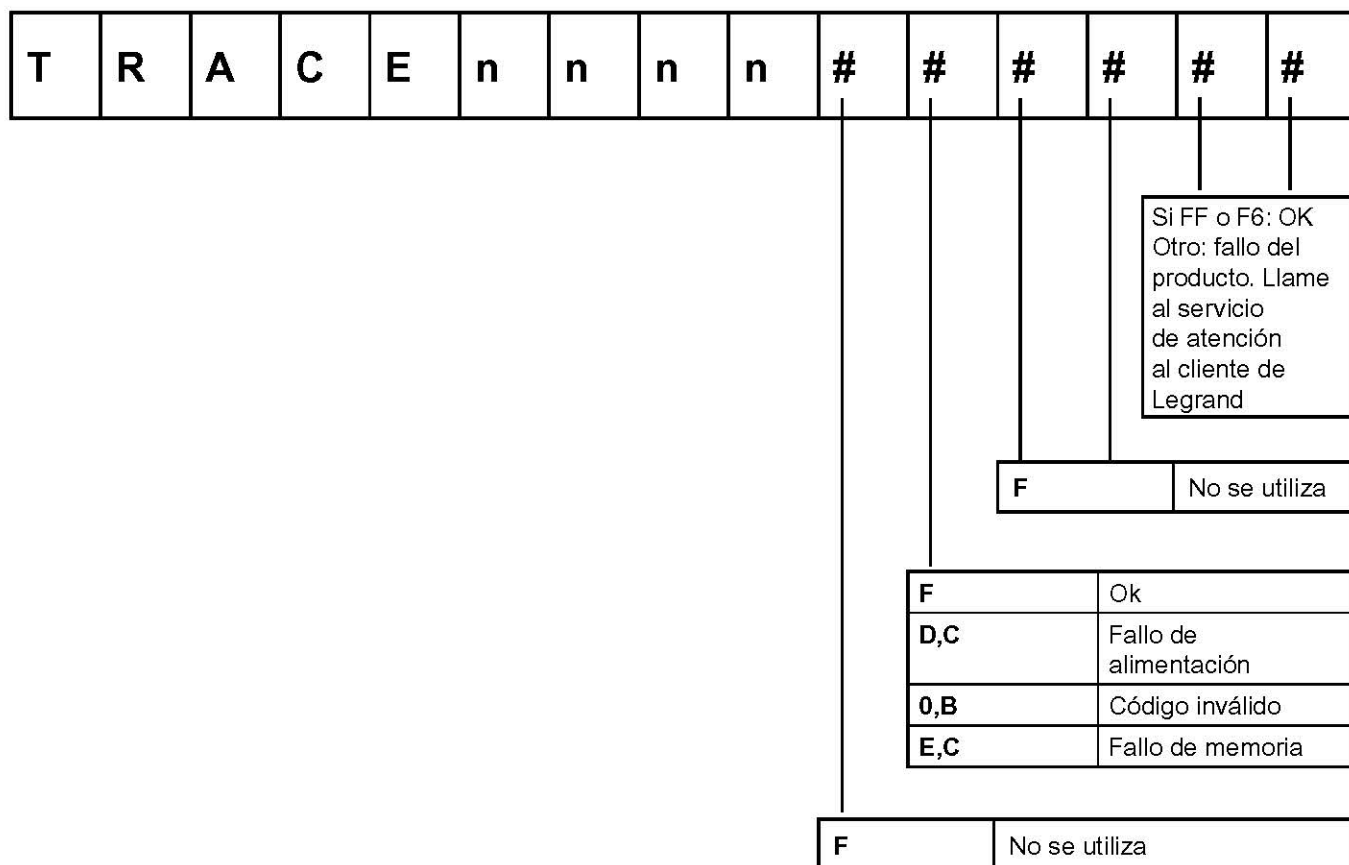 T R A C E n n n n # # # # # #
Si FF o F6: OK
Otro: fallo del
producto. Llame
al servicio
de atención
al cliente de
Legrand
F No se utiliza
F Ok
D,C Fallo de
alimentación
0,B Código inválido
E,C Fallo de memoria
F No se utiliza